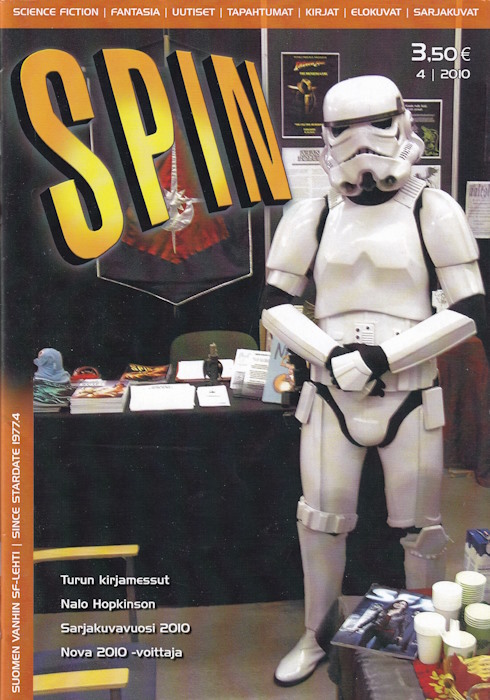 SCIENCE FICTION | FANTASIA | UUTISET | TAPAHTUMAT | KIRJAT | ELOKUVAT | SARJAKUVAT
SPIN
3,50 €
4 | 2010
SPIN
SUOMEN VANHIN SF-LEHTI | SINCE STARDATE 1977.4
Turun kirjamessut
Nalo Hopkinson
Sarjakuvavuosi 2010
Nova 2010 -voittaja